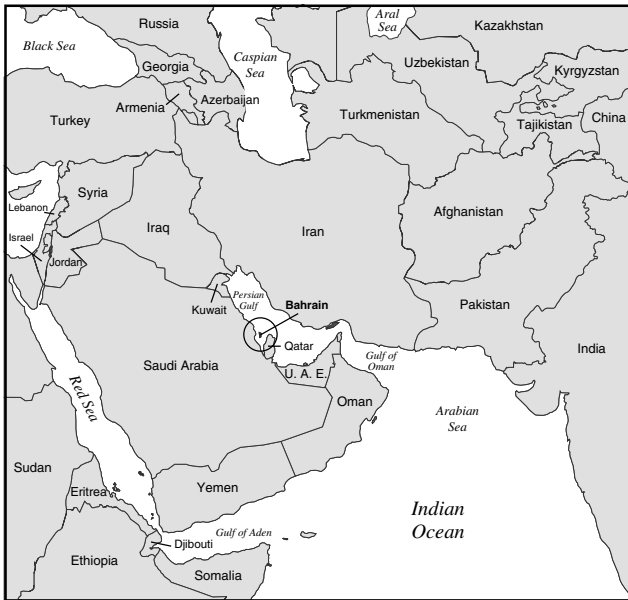 Russia
Aral
Sea
Kazakhstan
Black Sea
Caspian
Sea
Georgia
Uzbekistan
Kyrgyzstan
Armenia
Azerbaijan
Turkey
Turkmenistan
Tajikistan
China
Syria
Lebanon
Afghanistan
Iraq
Iran
Israel
Jordan
Kuwait
Persian
Gulf
Bahrain
Pakistan
Qatar
India
Saudi Arabia
Gulf of
Oman
U. A. E.
Red Sea
Oman
Arabian
Sea
Sudan
Eritrea
Yemen
Indian
Ocean
Gulf of Aden
Djibouti
Ethiopia
Somalia